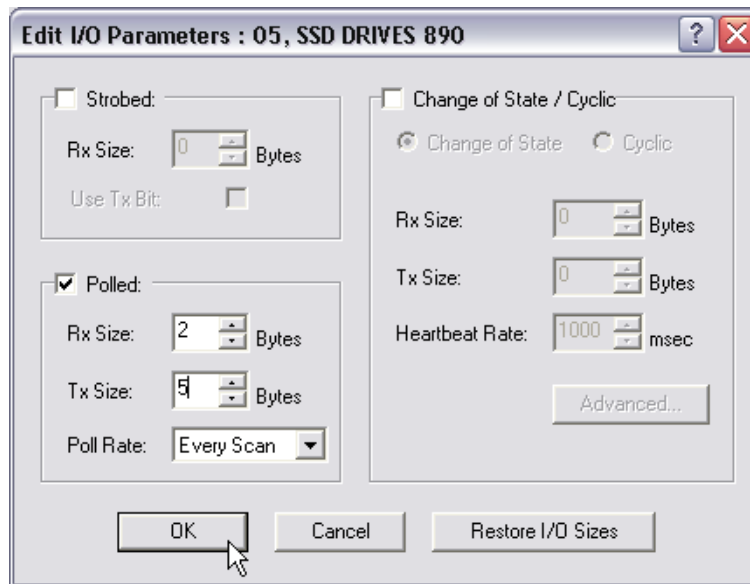 Edit I/O Parameters : 05, SSD DRIVES 890
?
Strobed:
Rx Size: 0 Bytes
Use Tx Bit:
Polled:
Rx Size: 2 Bytes
Tx Size: 5 Bytes
Poll Rate: Every Scan
Change of State / Cyclic
Change of State Cyclic
Rx Size: 0 Bytes
Tx Size: 0 Bytes
Heartbeat Rate: 1000 msec
Advanced...
OK Cancel Restore I/O Sizes